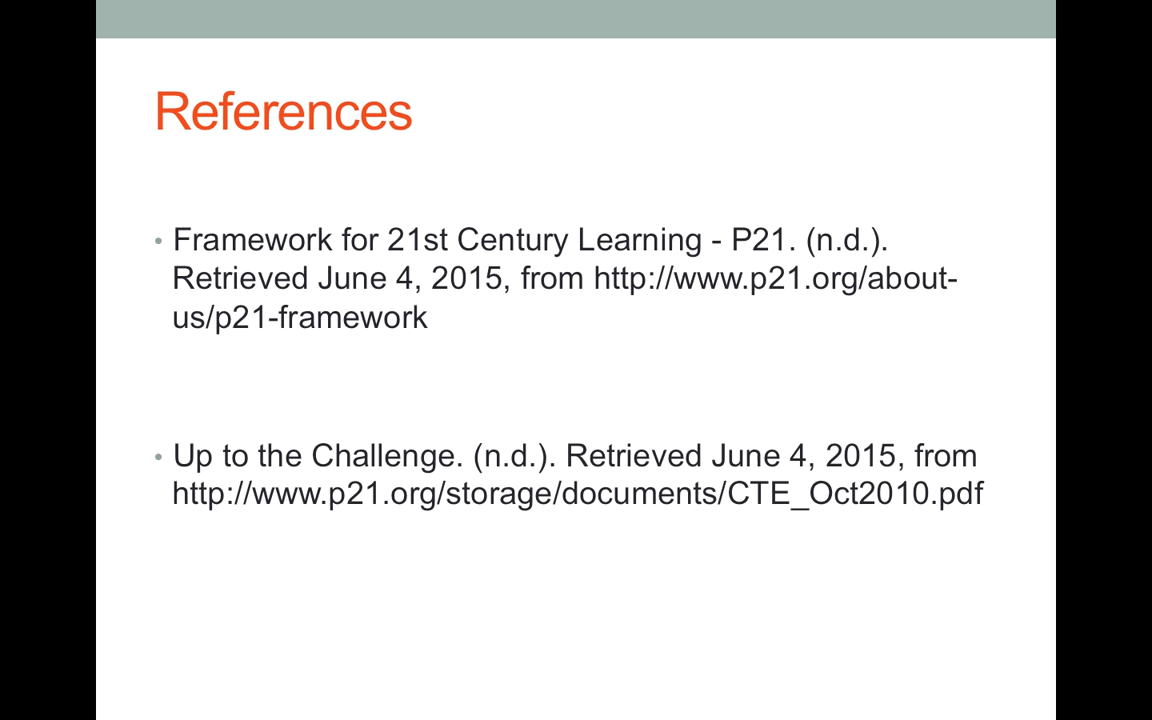 References
• Framework for 21st Century Learning - P21. (n.d.).
Retrieved June 4, 2015, from http://www.p21.org/about-
us/p21-framework
• Up to the Challenge. (n.d.). Retrieved June 4, 2015, from
http://www.p21.org/storage/documents/CTE_Oct2010.pdf